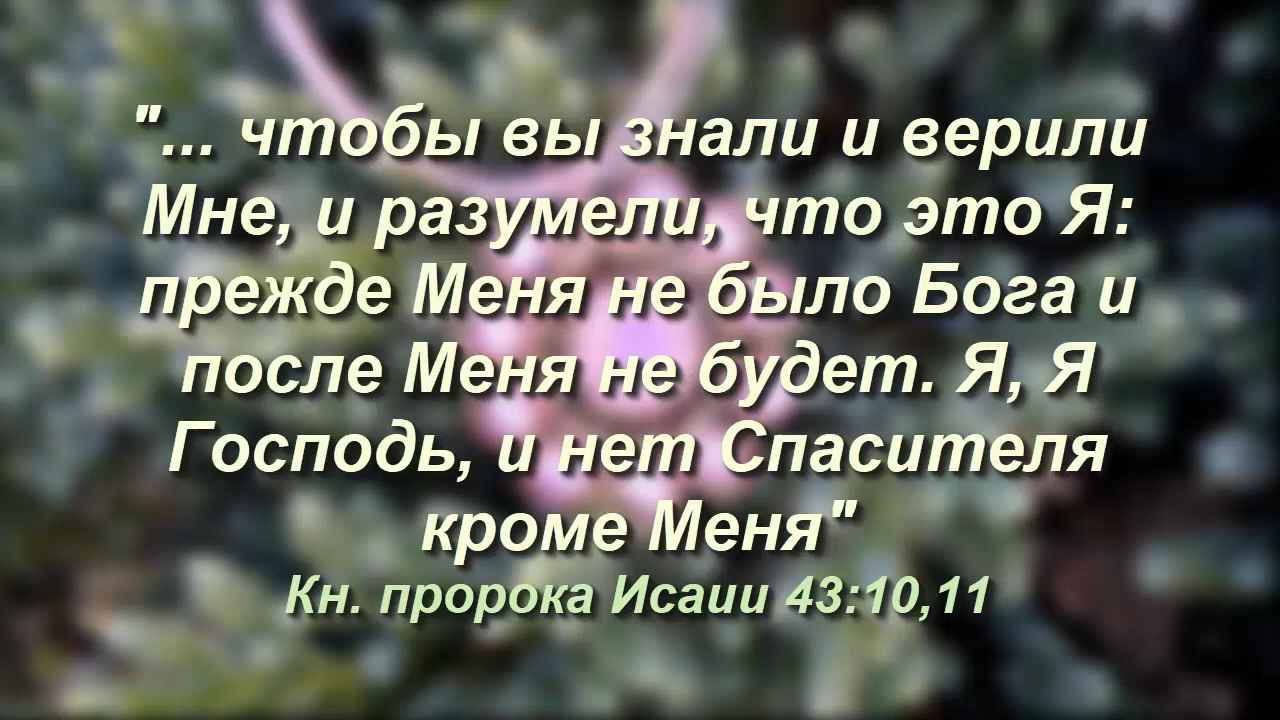 "... чтобы вы знали и верили
Мне, и разумели, что это Я:
прежде Меня не было Бога и
после Меня не будет. Я, Я
Господь, и нет Спасителя
кроме Меня"
Кн. пророка Исаии 43:10,11